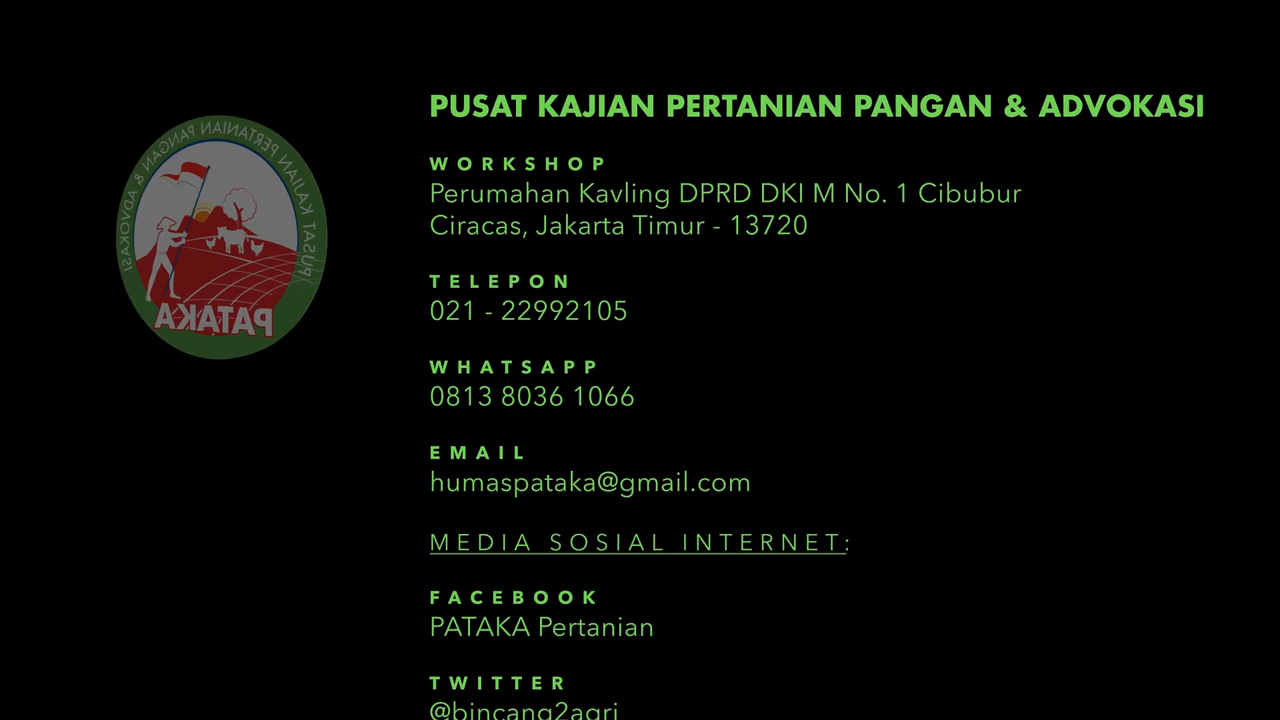 PUSAT KAJIAN PERTANIAN PANGAN & ADVOKASI
PATAKA
PUSAT KAJIAN PERTANIAN PANGAN & ADVOKASI
WORKSHOP
Perumahan Kavling DPRD DKI M No. 1 Cibubur
Ciracas, Jakarta Timur - 13720
TELEPON
021 - 22992105
WHATSAPP
0813 8036 1066
EMAIL
humaspataka@gmail.com
MEDIA SOSIAL INTERNET:
FACEBOOK
PATAKA Pertanian
TWITTER
@bincang2agri